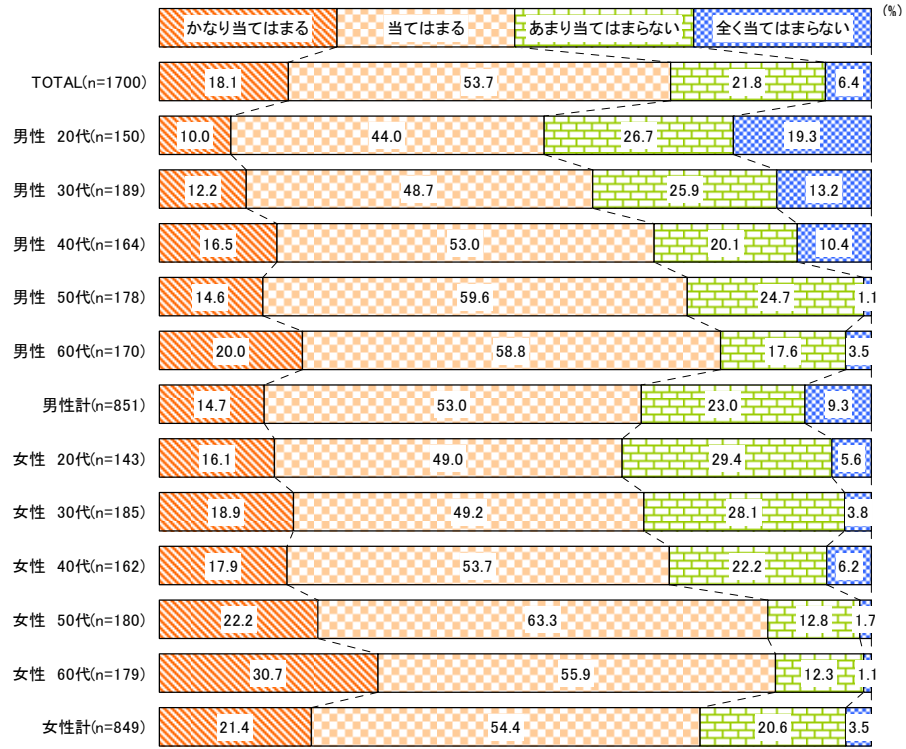 (%)
かなり当てはまる 当てはまる あまり当てはまらない 全く当てはまらない
TOTAL(n=1700) 18.1 53.7 21.8 6.4
男性 20代(n=150) 10.0 44.0 26.7 19.3
男性 30代(n=189) 12.2 48.7 25.9 13.2
男性 40代(n=164) 16.5 53.0 20.1 10.4
男性 50代(n=178) 14.6 59.6 24.7 1.1
男性 60代(n=170) 20.0 58.8 17.6 3.5
男性計(n=851) 14.7 53.0 23.0 9.3
女性 20代(n=143) 16.1 49.0 29.4 5.6
女性 30代(n=185) 18.9 49.2 28.1 3.8
女性 40代(n=162) 17.9 53.7 22.2 6.2
女性 50代(n=180) 22.2 63.3 12.8 1.7
女性 60代(n=179) 30.7 55.9 12.3 1.1
女性計(n=849) 21.4 54.4 20.6 3.5